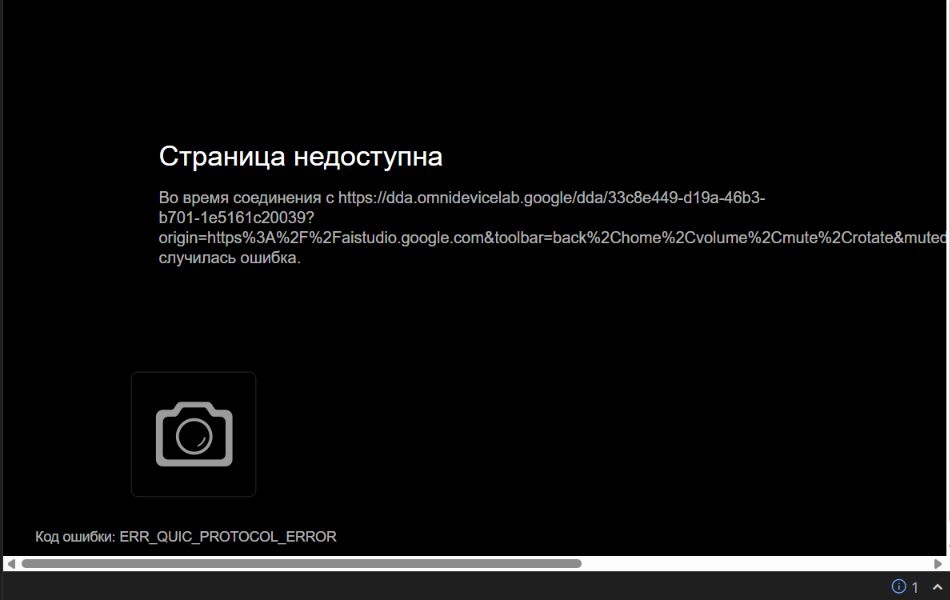 Страница недоступна
Во время соединения с https://dda.omnidevicelab.google/dda/33c8e449-d19a-46b3-
b701-1e5161c20039?
origin=https%3A%2F%2Faistudio.google.com&toolbar=back%2Chome%2Cvolume%2Cmute%2Crotate&muted
случилась ошибка.
Код ошибки: ERR_QUIC_PROTOCOL_ERROR
1